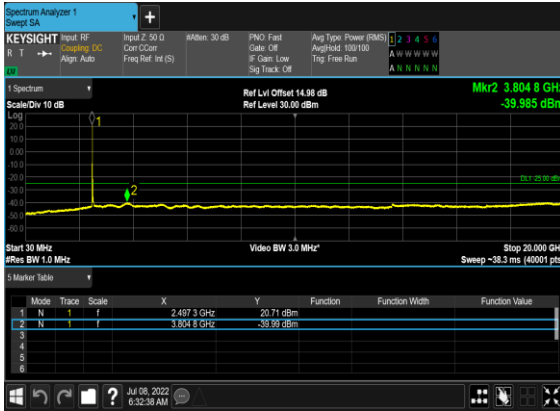 Spectrum Analyzer 1
Swept SA
+
KEYSIGHT
R T
LXI
Input: RF
Coupling: DC
Align: Auto
Input Z: 50 Ω
Corr CCorr
Freq Ref: Int (S)
#Atten: 30 dB
PNO: Fast
Gate: Off
IF Gain: Low
Sig Track: Off
Avg Type: Power (RMS)
Avg|Hold: 100/100
Trig: Free Run
1 2 3 4 5 6
A W W W W W
A N N N N N
1 Spectrum
Scale/Div 10 dB
Ref Lvl Offset 14.98 dB
Ref Level 30.00 dBm
Mkr2 3.804 8 GHz
-39.985 dBm
Log
20.0
10.0
0.00
-10.0
-20.0
-30.0
-40.0
-50.0
-60.0
1
2
DL1 -25.00 dBm
Start 30 MHz
#Res BW 1.0 MHz
Video BW 3.0 MHz*
Stop 20.000 GHz
Sweep ~38.3 ms (40001 pts)
5 Marker Table
Mode Trace Scale X Y Function Function Width Function Value
1 N 1 f 2.497 3 GHz 20.71 dBm
2 N 1 f 3.804 8 GHz -39.99 dBm
3
4
5
6
?
Jul 08, 2022
6:32:38 AM